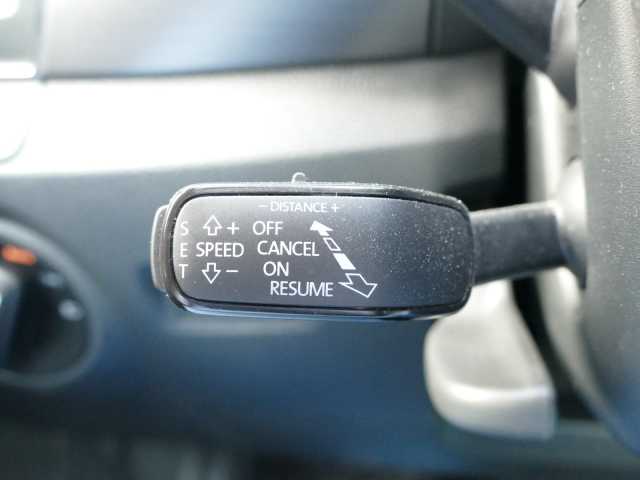 - DISTANCE +
S + OFF
E SPEED CANCEL
T - ON
RESUME